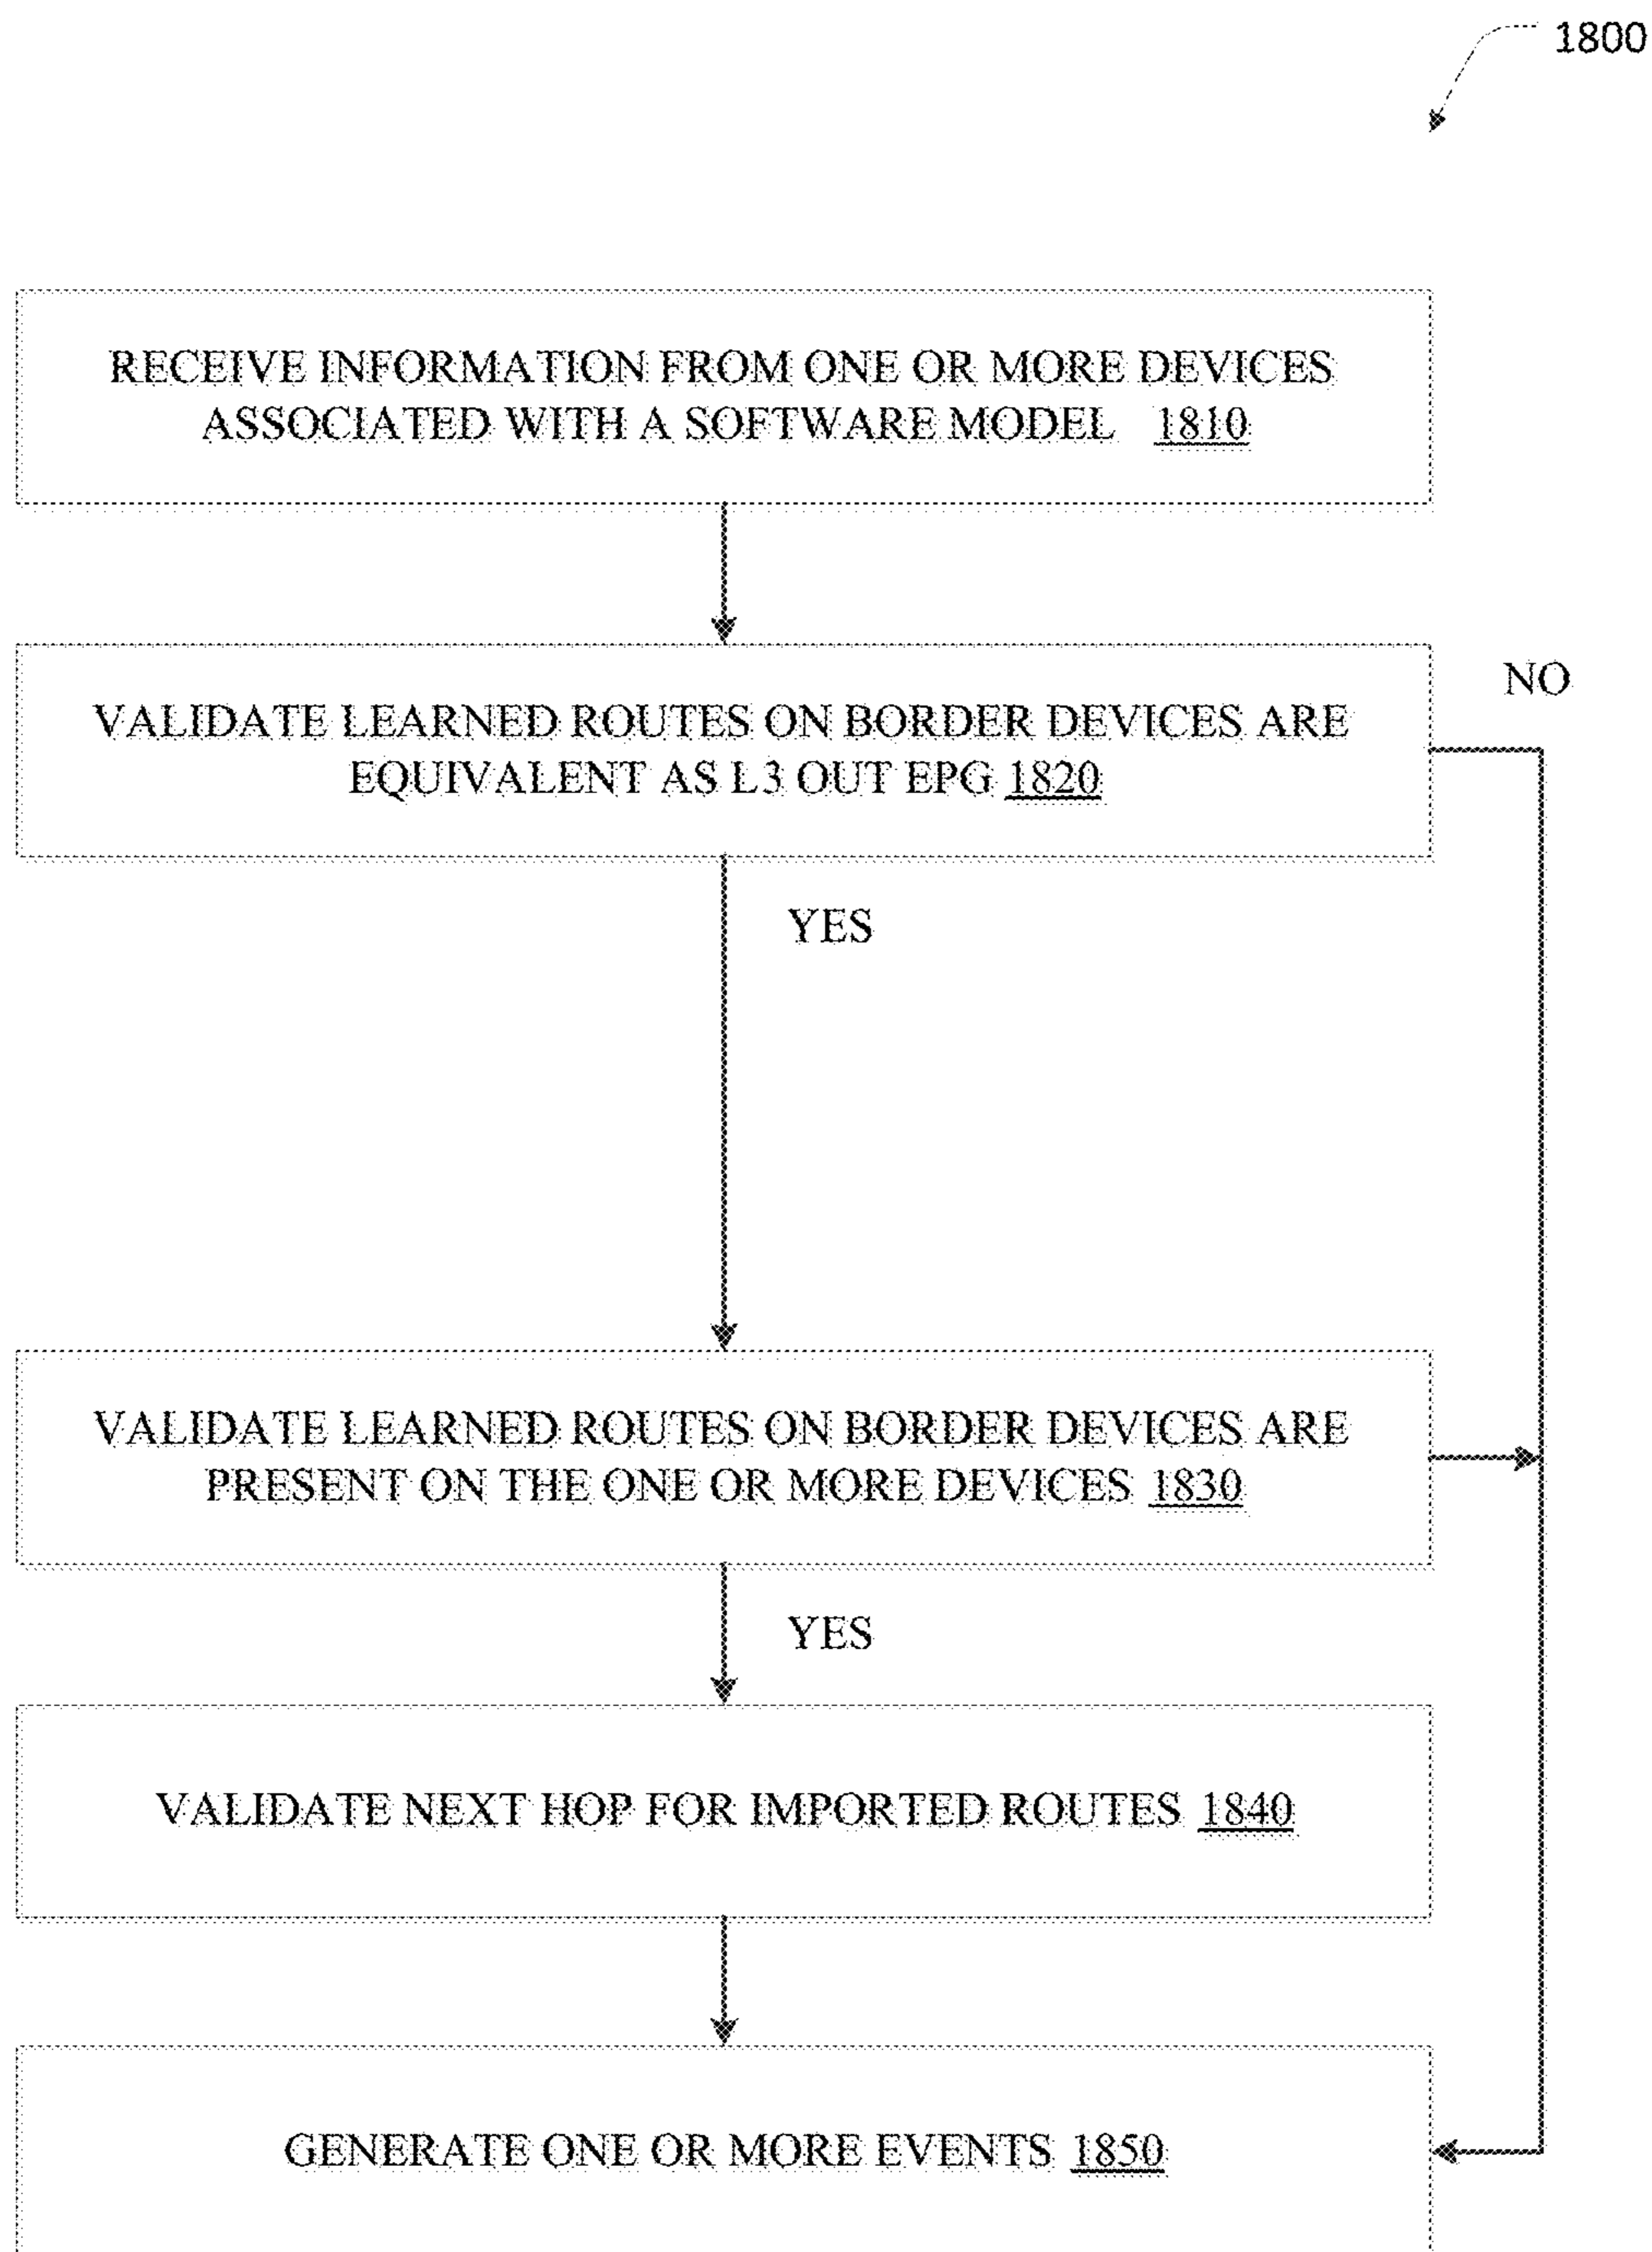 1800
RECEIVE INFORMATION FROM ONE OR MORE DEVICES
ASSOCIATED WITH A SOFTWARE MODEL 1810
VALIDATE LEARNED ROUTES ON BORDER DEVICES ARE
EQUIVALENT AS L3 OUT EPG 1820
NO
YES
VALIDATE LEARNED ROUTES ON BORDER DEVICES ARE
PRESENT ON THE ONE OR MORE DEVICES 1830
YES
VALIDATE NEXT HOP FOR IMPORTED ROUTES 1840
GENERATE ONE OR MORE EVENTS 1850